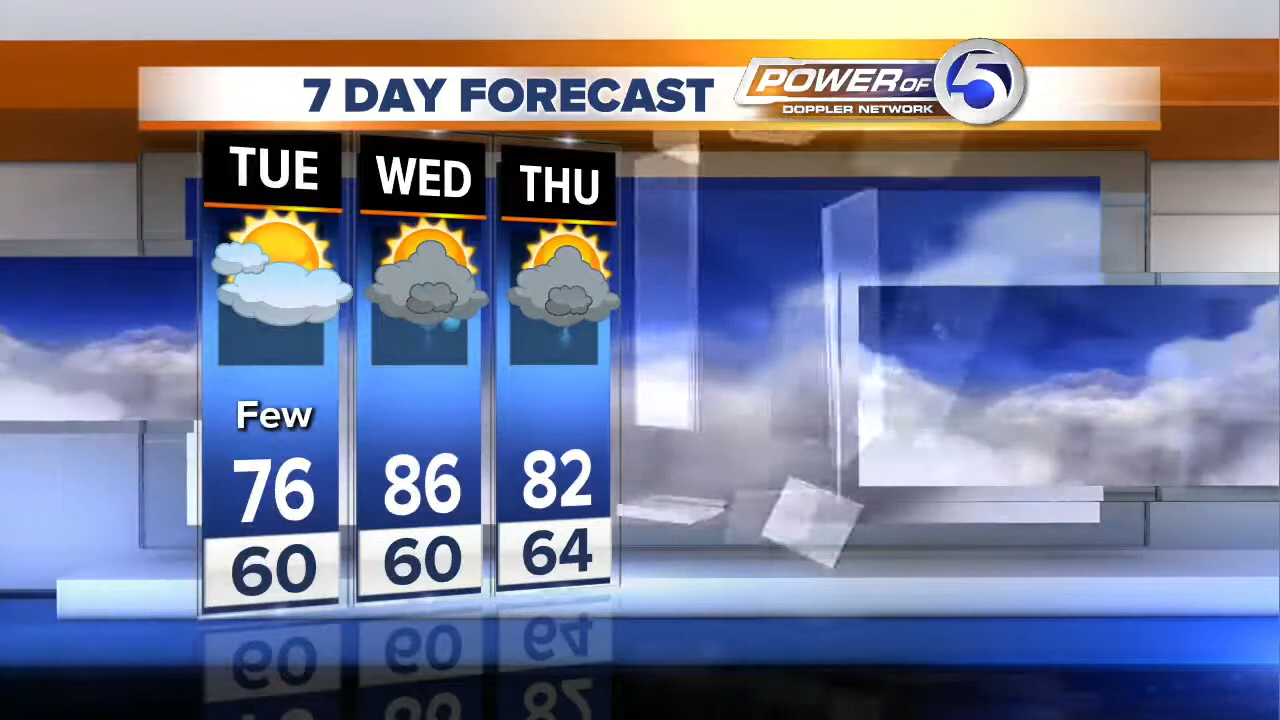 7 DAY FORECAST
POWER OF 5
DOPPLER NETWORK
TUE WED THU
Few
76 86 82
60 60 64